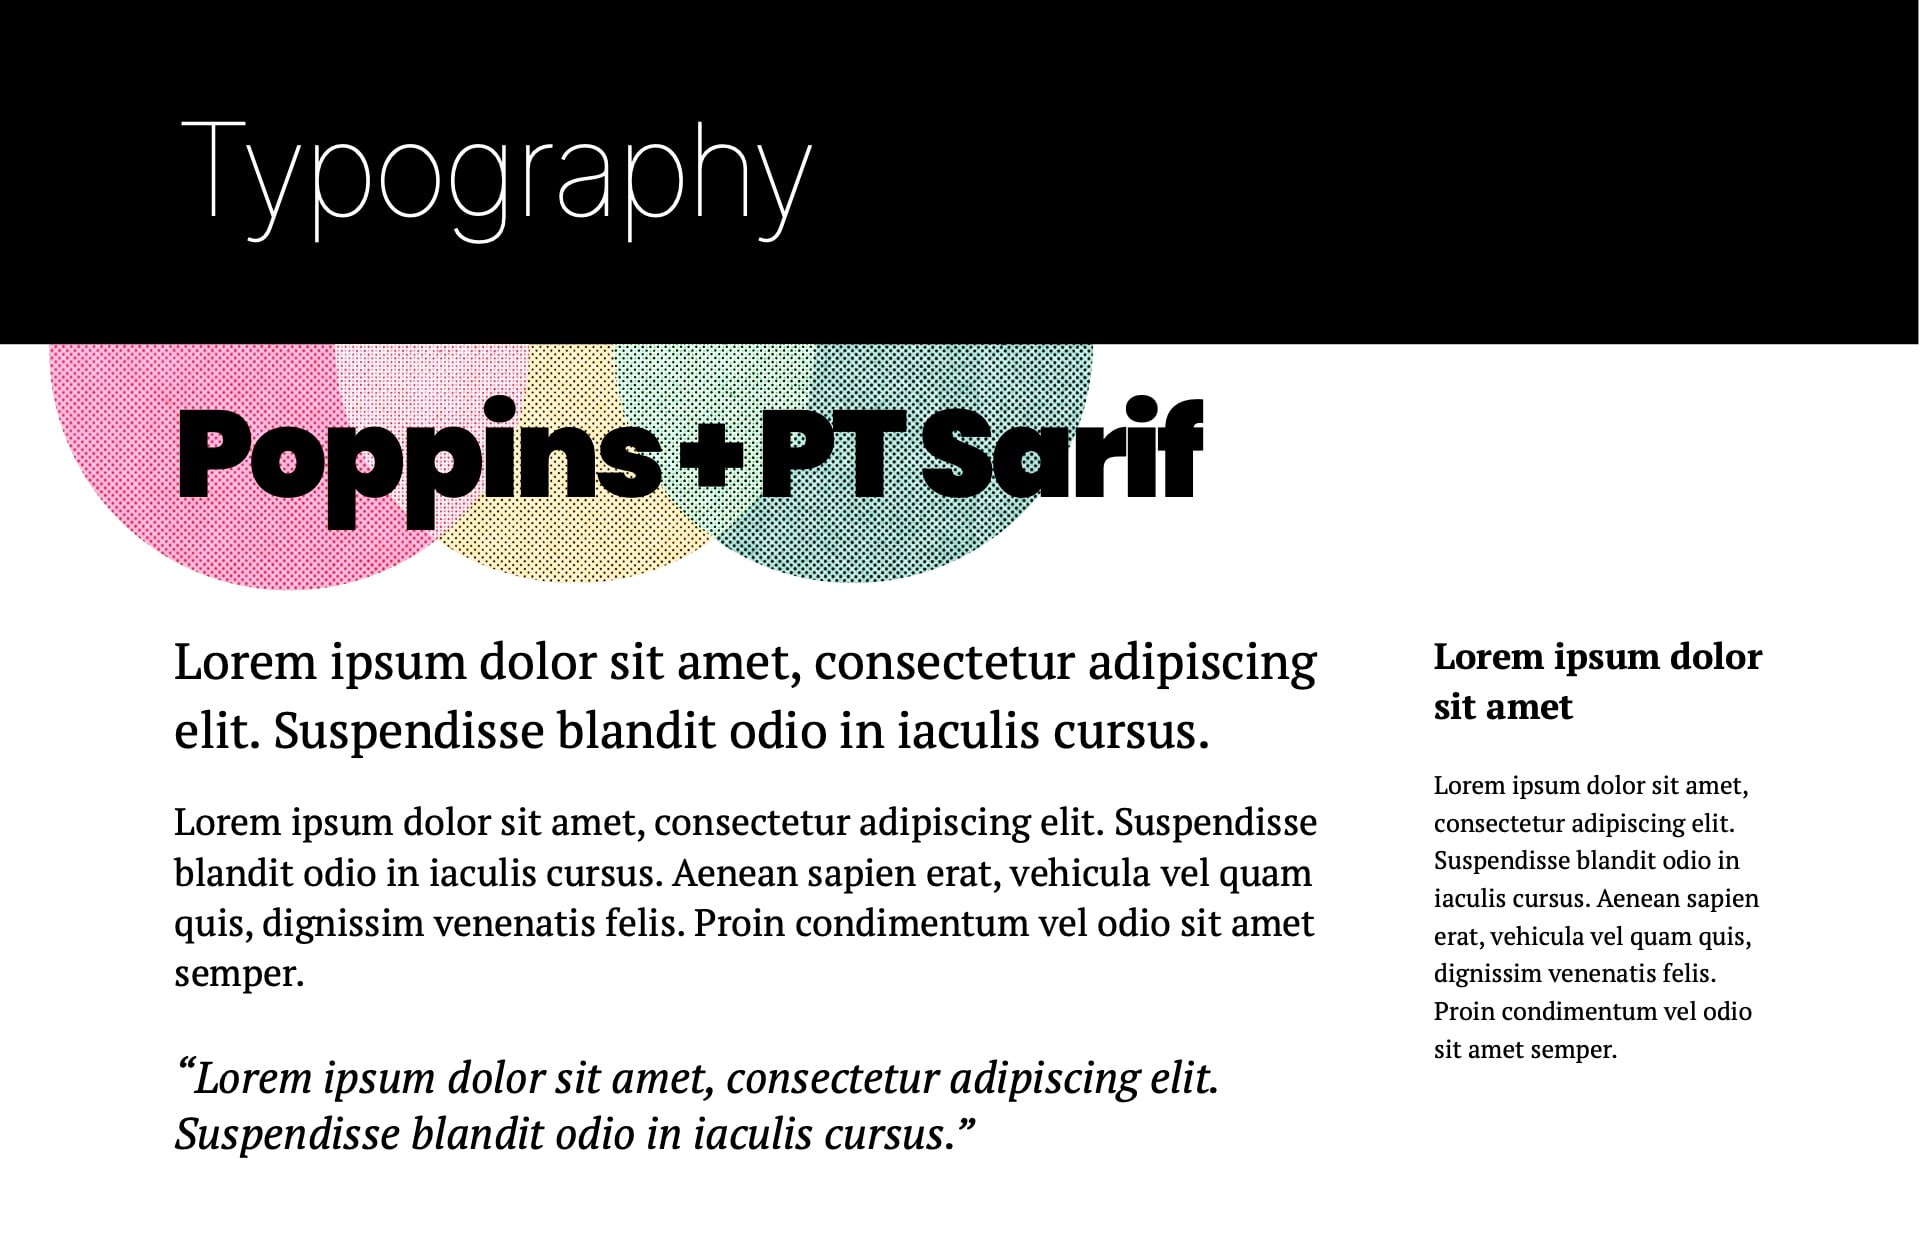 Typography
Poppins + PT Sarif
Lorem ipsum dolor sit amet, consectetur adipiscing
elit. Suspendisse blandit odio in iaculis cursus.
Lorem ipsum dolor sit amet, consectetur adipiscing elit. Suspendisse
blandit odio in iaculis cursus. Aenean sapien erat, vehicula vel quam
quis, dignissim venenatis felis. Proin condimentum vel odio sit amet
semper.
“Lorem ipsum dolor sit amet, consectetur adipiscing elit.
Suspendisse blandit odio in iaculis cursus.”
Lorem ipsum dolor
sit amet
Lorem ipsum dolor sit amet,
consectetur adipiscing elit.
Suspendisse blandit odio in
iaculis cursus. Aenean sapien
erat, vehicula vel quam quis,
dignissim venenatis felis.
Proin condimentum vel odio
sit amet semper.